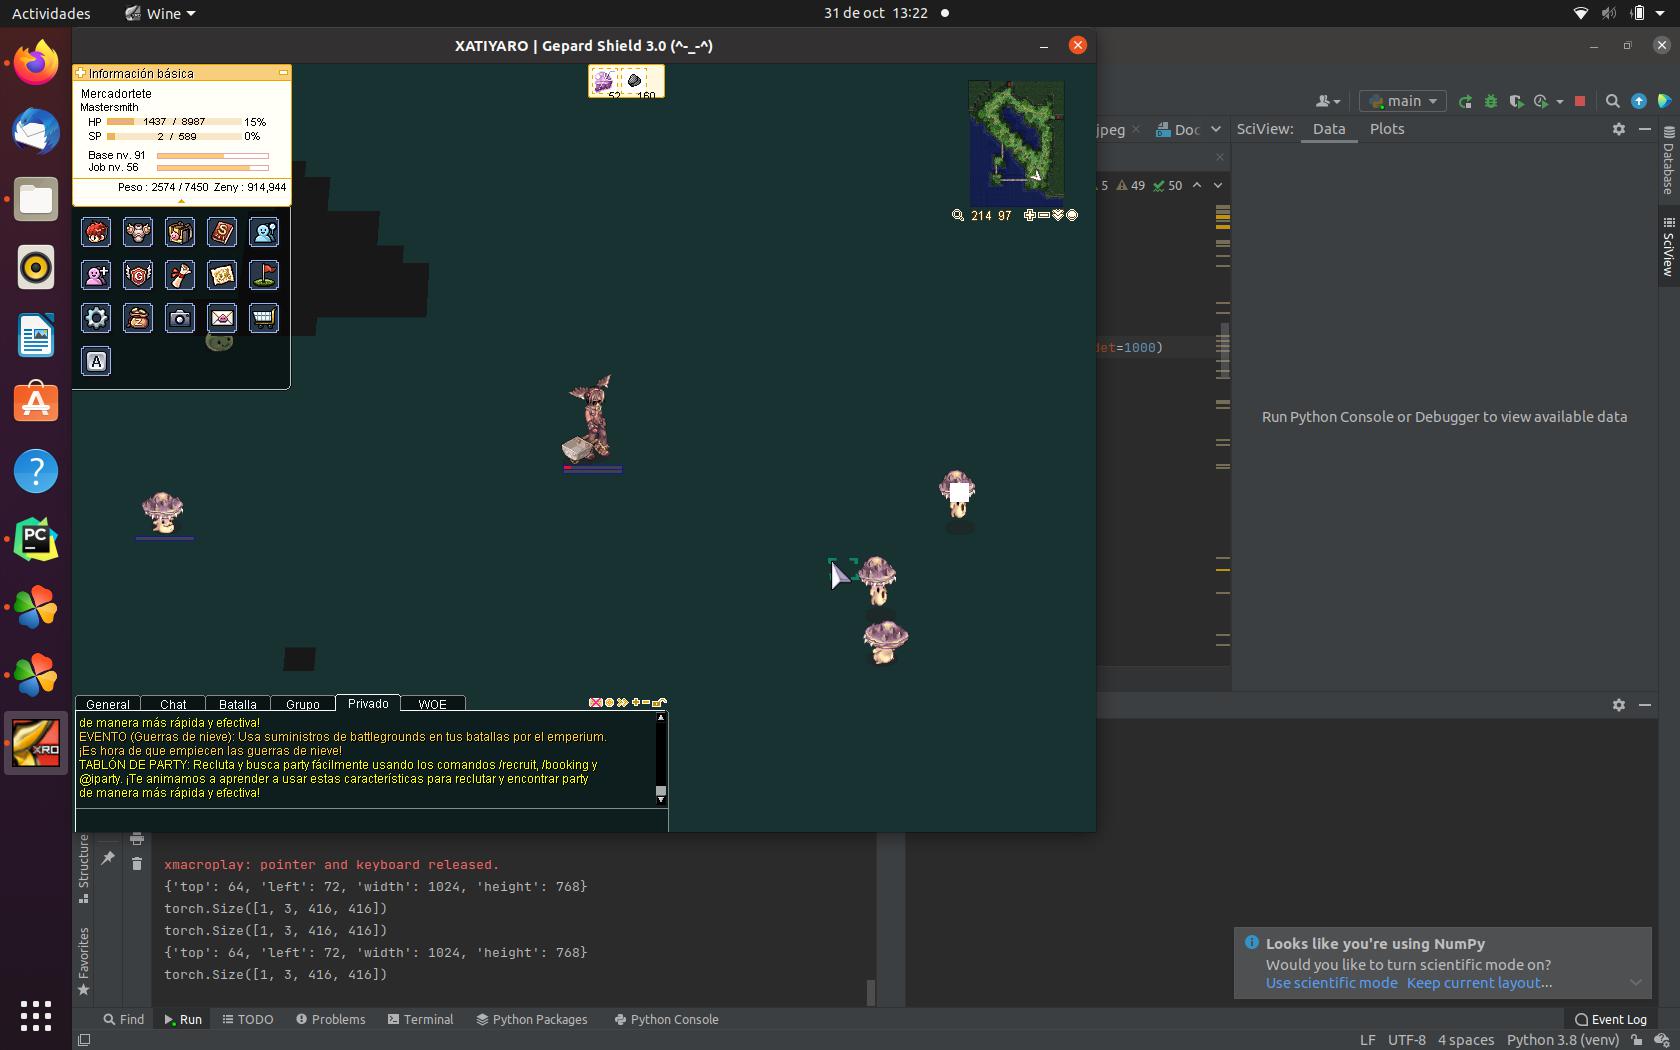 Actividades
Wine
31 de oct 13:22
XATIYARO | Gepard Shield 3.0 (^-_-^)
Información básica
Mercadortete
Mastersmith
HP 1437 / 8987 15%
SP 2 / 589 0%
Base nv. 91
Job nv. 56
Peso : 2574 / 7450 Zeny : 914,944
52 160
214 97
main
jpeg
Doc
SciView: Data Plots
5 49 50
Database
SciView
=1000)
Run Python Console or Debugger to view available data
General Chat Batalla Grupo Privado WOE
de manera más rápida y efectiva!
EVENTO (Guerras de nieve): Usa suministros de battlegrounds en tus batallas por el emperium.
¡Es hora de que empiecen las guerras de nieve!
TABLÓN DE PARTY: Recluta y busca party fácilmente usando los comandos /recruit, /booking y
@iparty. ¡Te animamos a aprender a usar estas características para reclutar y encontrar party
de manera más rápida y efectiva!
Structure
Favorites
xmacroplay: pointer and keyboard released.
{'top': 64, 'left': 72, 'width': 1024, 'height': 768}
torch.Size([1, 3, 416, 416])
torch.Size([1, 3, 416, 416])
{'top': 64, 'left': 72, 'width': 1024, 'height': 768}
torch.Size([1, 3, 416, 416])
Looks like you're using NumPy
Would you like to turn scientific mode on?
Use scientific mode Keep current layout...
Find Run TODO Problems Terminal Python Packages Python Console
Event Log
LF UTF-8 4 spaces Python 3.8 (venv)
PC
XRO
A